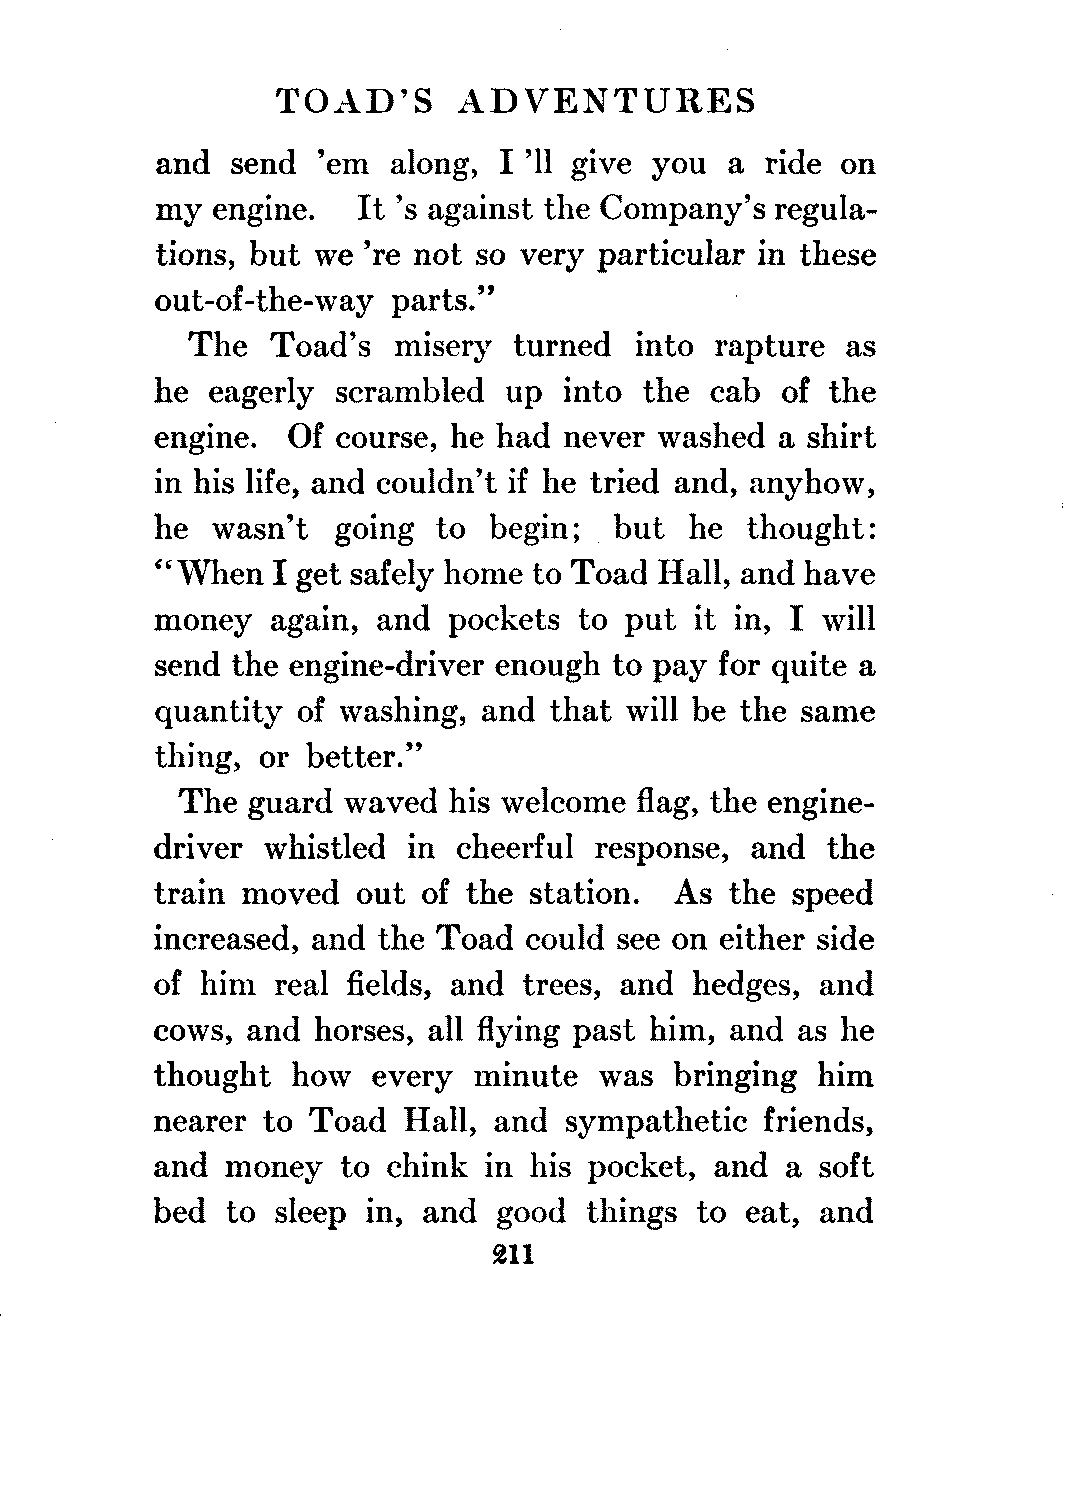 TOAD'S ADVENTURES
and send 'em along, I 'll give you a ride on
my engine. It 's against the Company's regula-
tions, but we 're not so very particular in these
out-of-the-way parts."
The Toad's misery turned into rapture as
he eagerly scrambled up into the cab of the
engine. Of course, he had never washed a shirt
in his life, and couldn't if he tried and, anyhow,
he wasn't going to begin; but he thought:
"When I get safely home to Toad Hall, and have
money again, and pockets to put it in, I will
send the engine-driver enough to pay for quite a
quantity of washing, and that will be the same
thing, or better."
The guard waved his welcome flag, the engine-
driver whistled in cheerful response, and the
train moved out of the station. As the speed
increased, and the Toad could see on either side
of him real fields, and trees, and hedges, and
cows, and horses, all flying past him, and as he
thought how every minute was bringing him
nearer to Toad Hall, and sympathetic friends,
and money to chink in his pocket, and a soft
bed to sleep in, and good things to eat, and
211